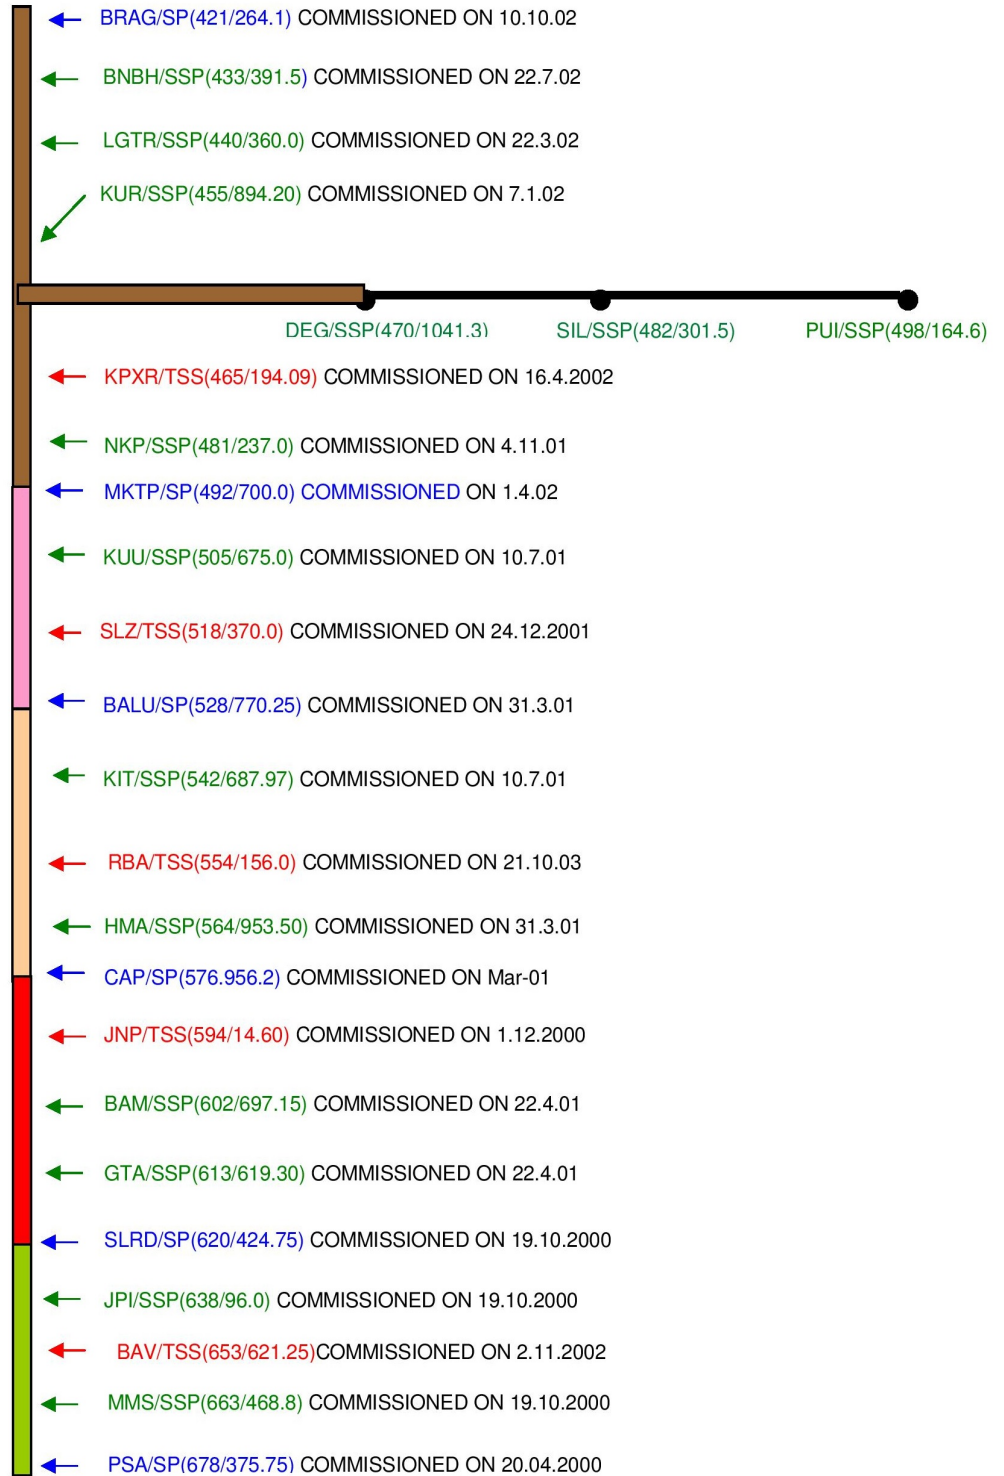 BRAG/SP(421/264.1) COMMISSIONED ON 10.10.02
BNBH/SSP(433/391.5) COMMISSIONED ON 22.7.02
LGTR/SSP(440/360.0) COMMISSIONED ON 22.3.02
KUR/SSP(455/894.20) COMMISSIONED ON 7.1.02
DEG/SSP(470/1041.3) SIL/SSP(482/301.5) PUI/SSP(498/164.6)
KPXR/TSS(465/194.09) COMMISSIONED ON 16.4.2002
NKP/SSP(481/237.0) COMMISSIONED ON 4.11.01
MKTP/SP(492/700.0) COMMISSIONED ON 1.4.02
KUU/SSP(505/675.0) COMMISSIONED ON 10.7.01
SLZ/TSS(518/370.0) COMMISSIONED ON 24.12.2001
BALU/SP(528/770.25) COMMISSIONED ON 31.3.01
KIT/SSP(542/687.97) COMMISSIONED ON 10.7.01
RBA/TSS(554/156.0) COMMISSIONED ON 21.10.03
HMA/SSP(564/953.50) COMMISSIONED ON 31.3.01
CAP/SP(576.956.2) COMMISSIONED ON Mar-01
JNP/TSS(594/14.60) COMMISSIONED ON 1.12.2000
BAM/SSP(602/697.15) COMMISSIONED ON 22.4.01
GTA/SSP(613/619.30) COMMISSIONED ON 22.4.01
SLRD/SP(620/424.75) COMMISSIONED ON 19.10.2000
JPI/SSP(638/96.0) COMMISSIONED ON 19.10.2000
BAV/TSS(653/621.25)COMMISSIONED ON 2.11.2002
MMS/SSP(663/468.8) COMMISSIONED ON 19.10.2000
PSA/SP(678/375.75) COMMISSIONED ON 20.04.2000